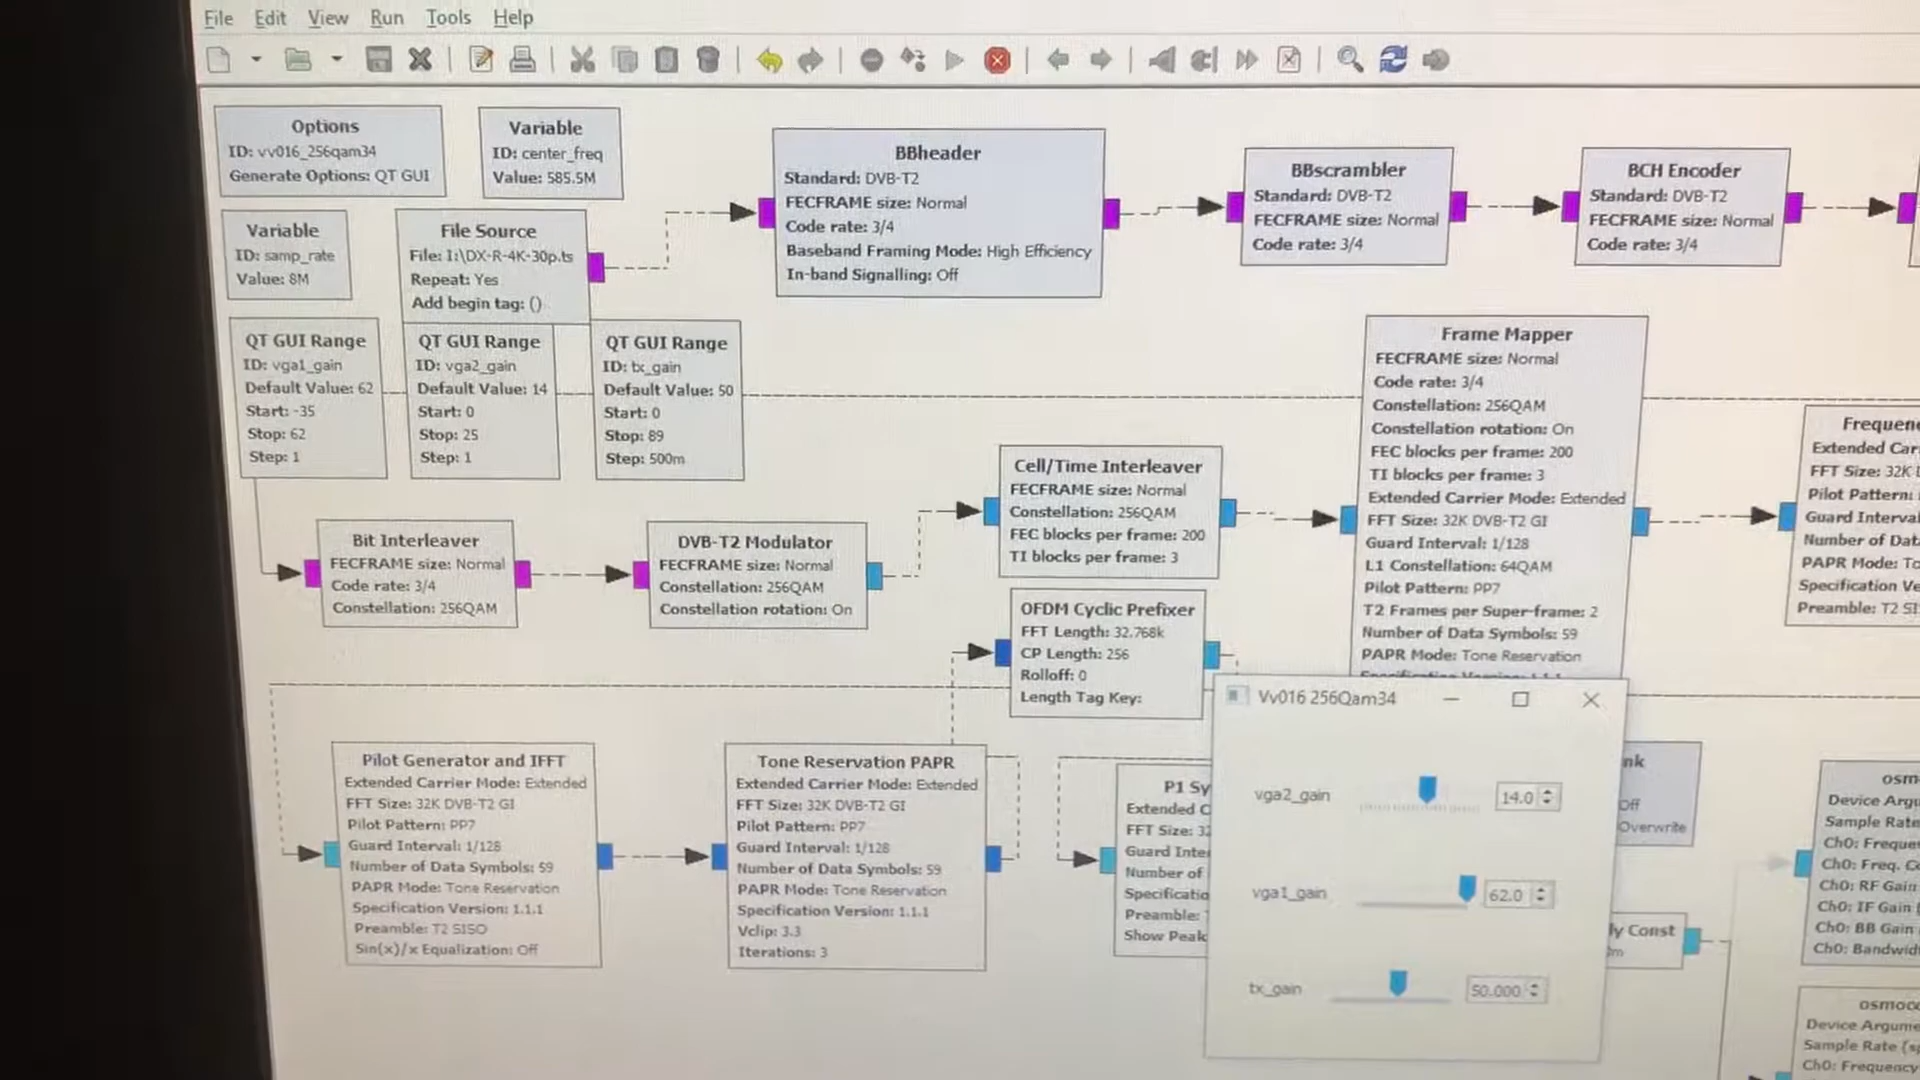 File Edit View Run Tools Help
Options
ID: vv016_256qam34
Generate Options: QT GUI
Variable
ID: center_freq
Value: 585.5M
BBheader
Standard: DVB-T2
FECFRAME size: Normal
Code rate: 3/4
Baseband Framing Mode: High Efficiency
In-band Signalling: Off
BBscrambler
Standard: DVB-T2
FECFRAME size: Normal
Code rate: 3/4
BCH Encoder
Standard: DVB-T2
FECFRAME size: Normal
Code rate: 3/4
Variable
ID: samp_rate
Value: 8M
File Source
File: I:\DX-R-4K-30p.ts
Repeat: Yes
Add begin tag: ()
QT GUI Range
ID: vga1_gain
Default Value: 62
Start: -35
Stop: 62
Step: 1
QT GUI Range
ID: vga2_gain
Default Value: 14
Start: 0
Stop: 25
Step: 1
QT GUI Range
ID: tx_gain
Default Value: 50
Start: 0
Stop: 89
Step: 500m
Frame Mapper
FECFRAME size: Normal
Code rate: 3/4
Constellation: 256QAM
Constellation rotation: On
FEC blocks per frame: 200
TI blocks per frame: 3
Extended Carrier Mode: Extended
FFT Size: 32K DVB-T2 GI
Guard Interval: 1/128
L1 Constellation: 64QAM
Pilot Pattern: PP7
T2 Frames per Super-frame: 2
Number of Data Symbols: 59
PAPR Mode: Tone Reservation
Frequenc
Extended Carr
FFT Size: 32K
Pilot Pattern:
Guard Interval
Number of Dat
PAPR Mode: To
Specification Ve
Preamble: T2 SI
Bit Interleaver
FECFRAME size: Normal
Code rate: 3/4
Constellation: 256QAM
DVB-T2 Modulator
FECFRAME size: Normal
Constellation: 256QAM
Constellation rotation: On
Cell/Time Interleaver
FECFRAME size: Normal
Constellation: 256QAM
FEC blocks per frame: 200
TI blocks per frame: 3
OFDM Cyclic Prefixer
FFT Length: 32.768k
CP Length: 256
Rolloff: 0
Length Tag Key:
Pilot Generator and IFFT
Extended Carrier Mode: Extended
FFT Size: 32K DVB-T2 GI
Pilot Pattern: PP7
Guard Interval: 1/128
Number of Data Symbols: 59
PAPR Mode: Tone Reservation
Specification Version: 1.1.1
Preamble: T2 SISO
Sin(x)/x Equalization: Off
Tone Reservation PAPR
Extended Carrier Mode: Extended
FFT Size: 32K DVB-T2 GI
Pilot Pattern: PP7
Guard Interval: 1/128
Number of Data Symbols: 59
PAPR Mode: Tone Reservation
Specification Version: 1.1.1
Vclip: 3.3
Iterations: 3
P1 Sy
Extended C
FFT Size: 32
Guard Inte
Number of
Specificatio
Preamble:
Show Peak
Vv016 256Qam34
vga2_gain 14.0
vga1_gain 62.0
tx_gain 50.000
nk
Off
Overwrite
ly Const
osm
Device Argu
Sample Rate
Ch0: Freque
Ch0: Freq. Co
Ch0: RF Gain
Ch0: IF Gain
Ch0: BB Gain
Ch0: Bandwid
osmoc
Device Argume
Sample Rate (s
Ch0: Frequency